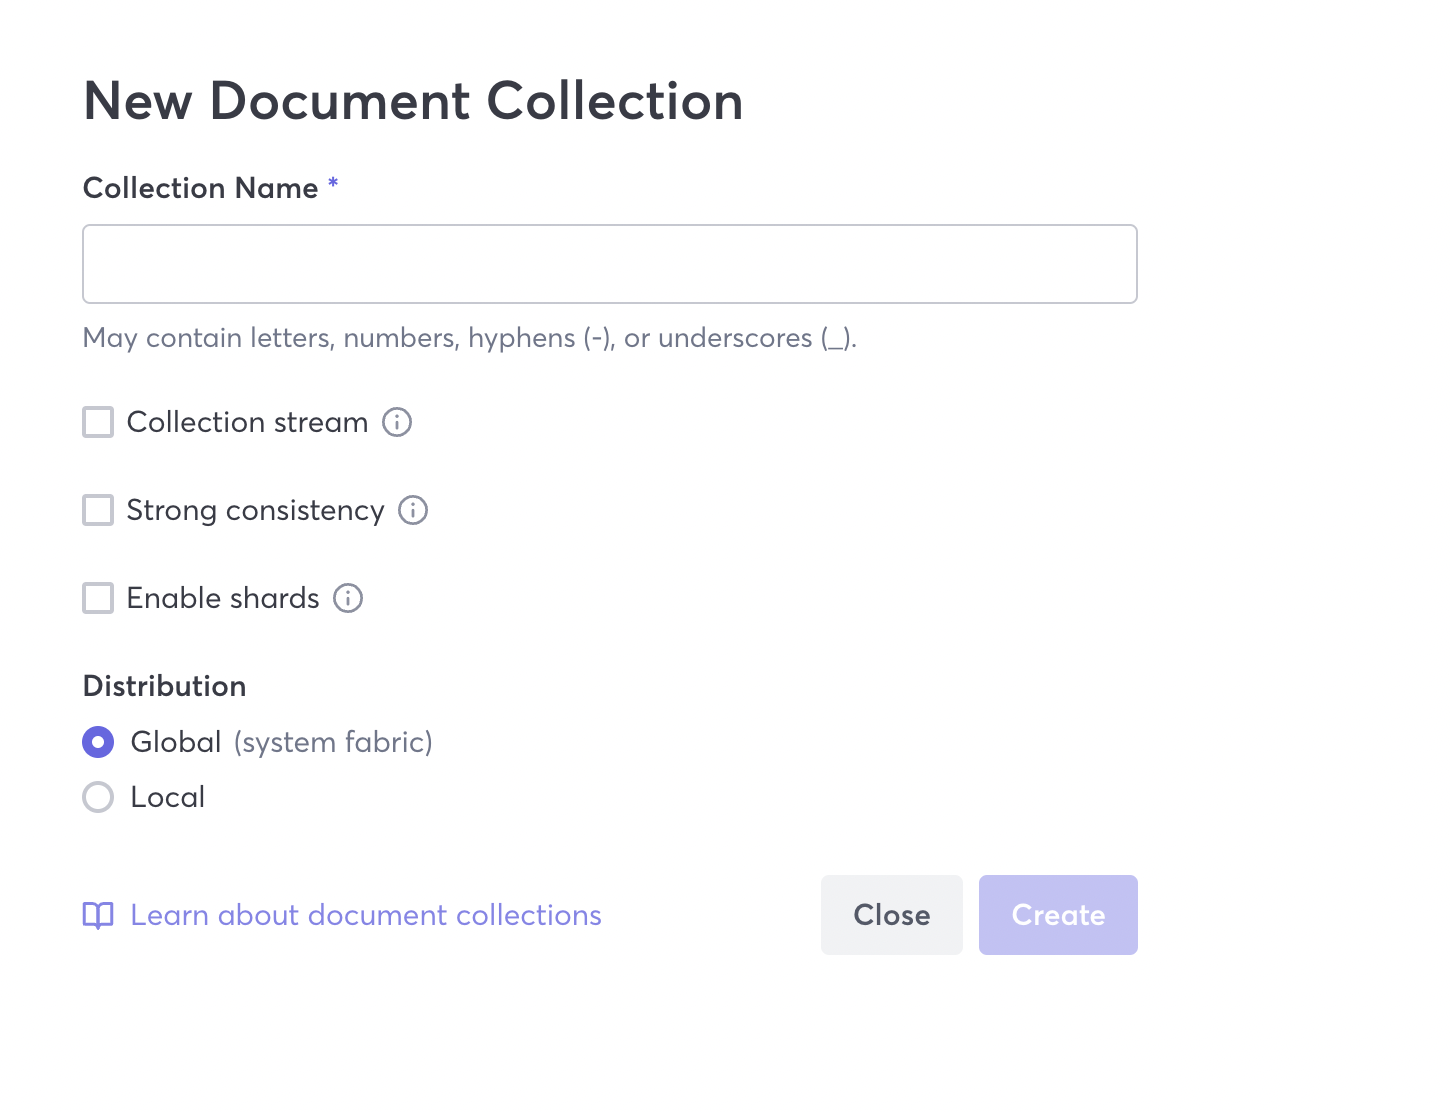 New Document Collection
Collection Name *
May contain letters, numbers, hyphens (-), or underscores (_).
Collection stream
Strong consistency
Enable shards
Distribution
Global (system fabric)
Local
Learn about document collections
Close
Create